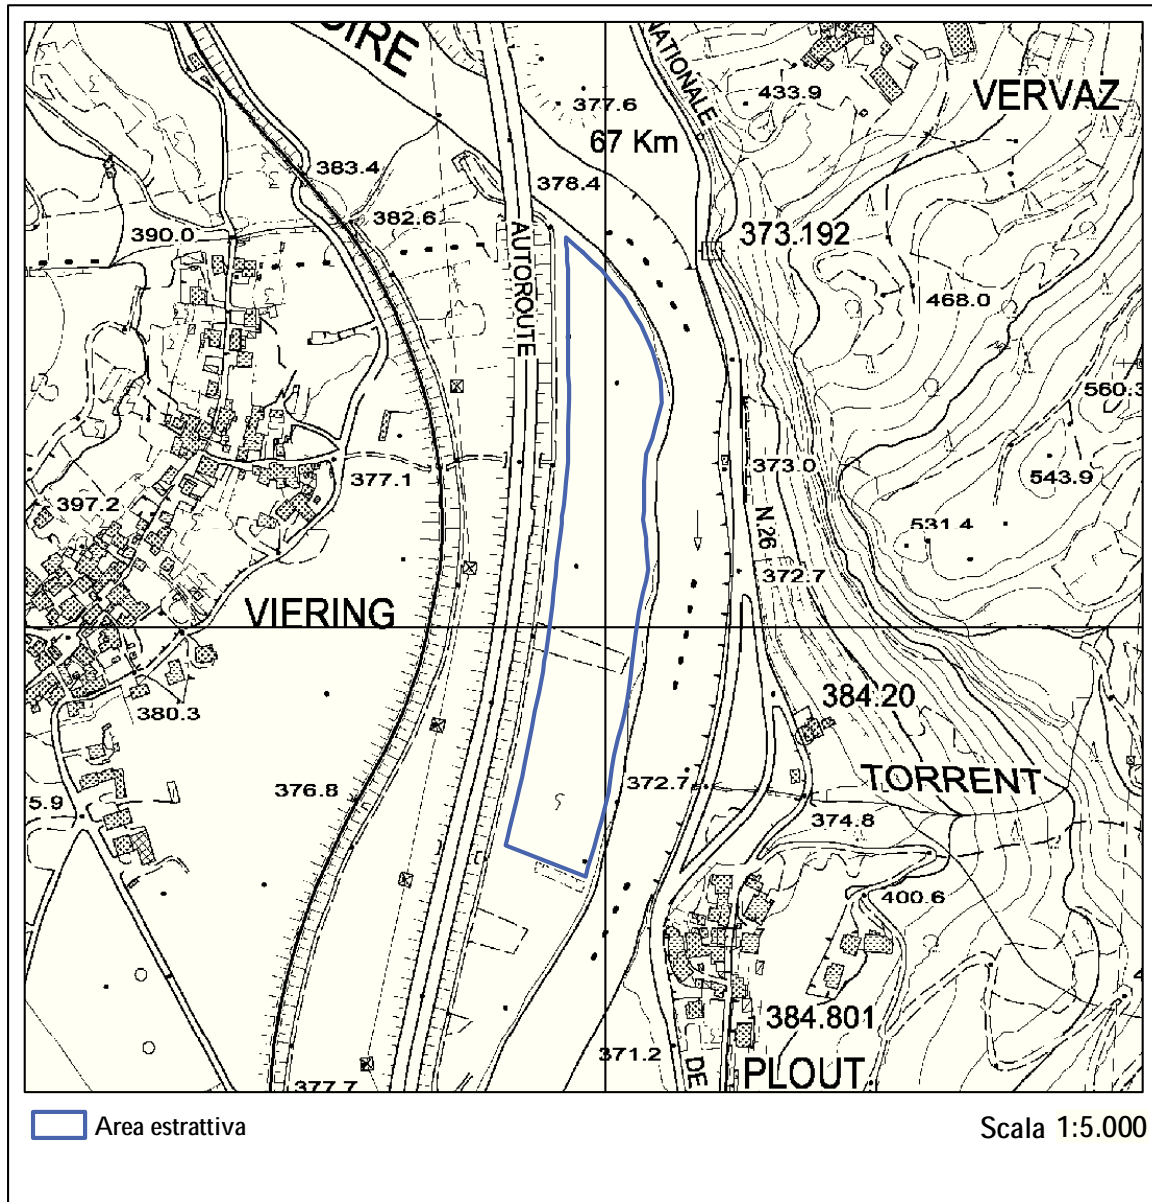 OIRE
NATIONALE
377.6
433.9
VERVAZ
67 Km
383.4
378.4
382.6
390.0
AUTOROUTE
373.192
468.0
560.3
377.1
373.0
543.9
397.2
N.26
531.4
372.7
VIERING
384.20
380.3
376.8
372.7
TORRENT
75.9
374.8
400.6
384.801
371.2
DE
PLOUT
377.7
Area estrattiva
Scala 1:5.000